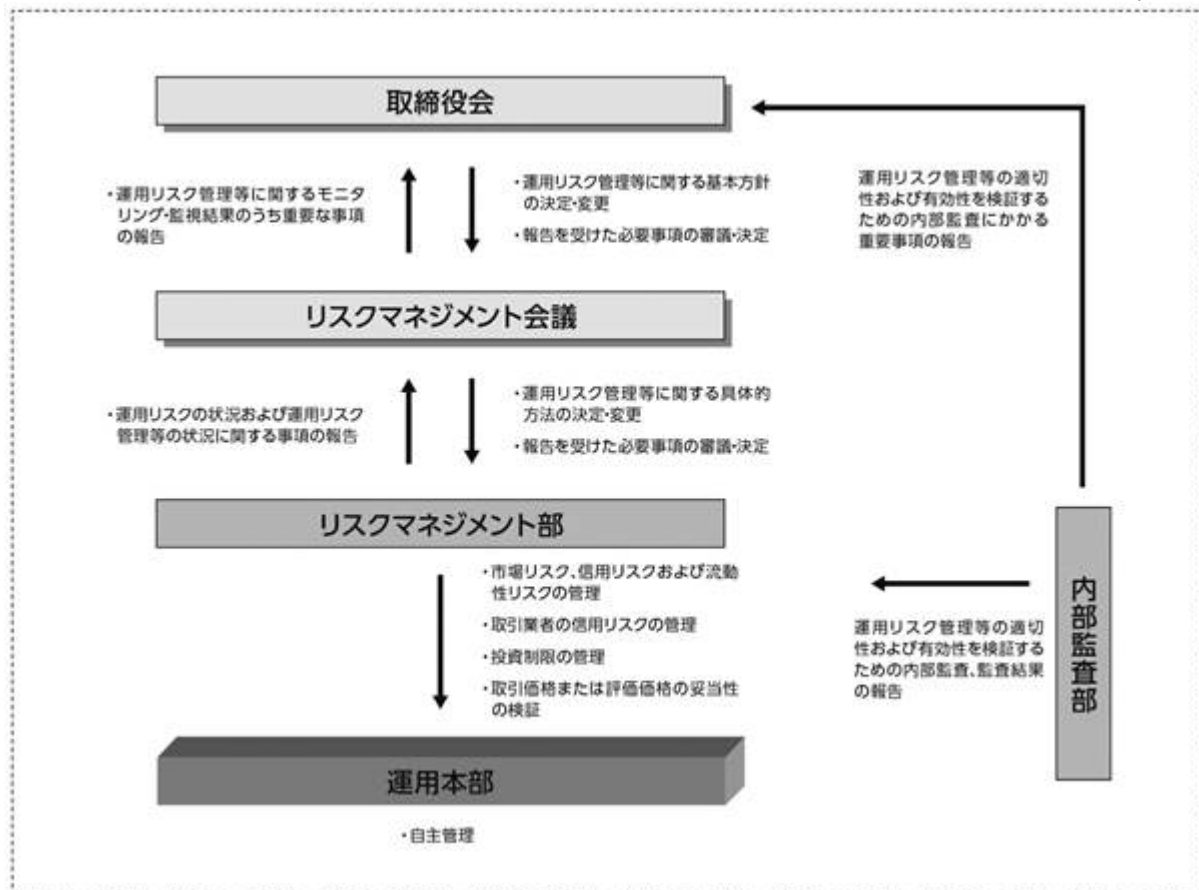 取締役会
・運用リスク管理等に関するモニタ
リング・監視結果のうち重要な事項
の報告
・運用リスク管理等に関する基本方針
の決定・変更
・報告を受けた必要事項の審議・決定
運用リスク管理等の適切
性および有効性を検証す
るための内部監査にかかる
重要事項の報告
リスクマネジメント会議
・運用リスクの状況および運用リスク
管理等の状況に関する事項の報告
・運用リスク管理等に関する具体的
方法の決定・変更
・報告を受けた必要事項の審議・決定
リスクマネジメント部
・市場リスク、信用リスクおよび流動
性リスクの管理
・取引業者の信用リスクの管理
・投資制限の管理
・取引価格または評価価格の妥当性
の検証
運用リスク管理等の適切
性および有効性を検証する
ための内部監査、監査結果
の報告
内部監査部
運用本部
・自主管理